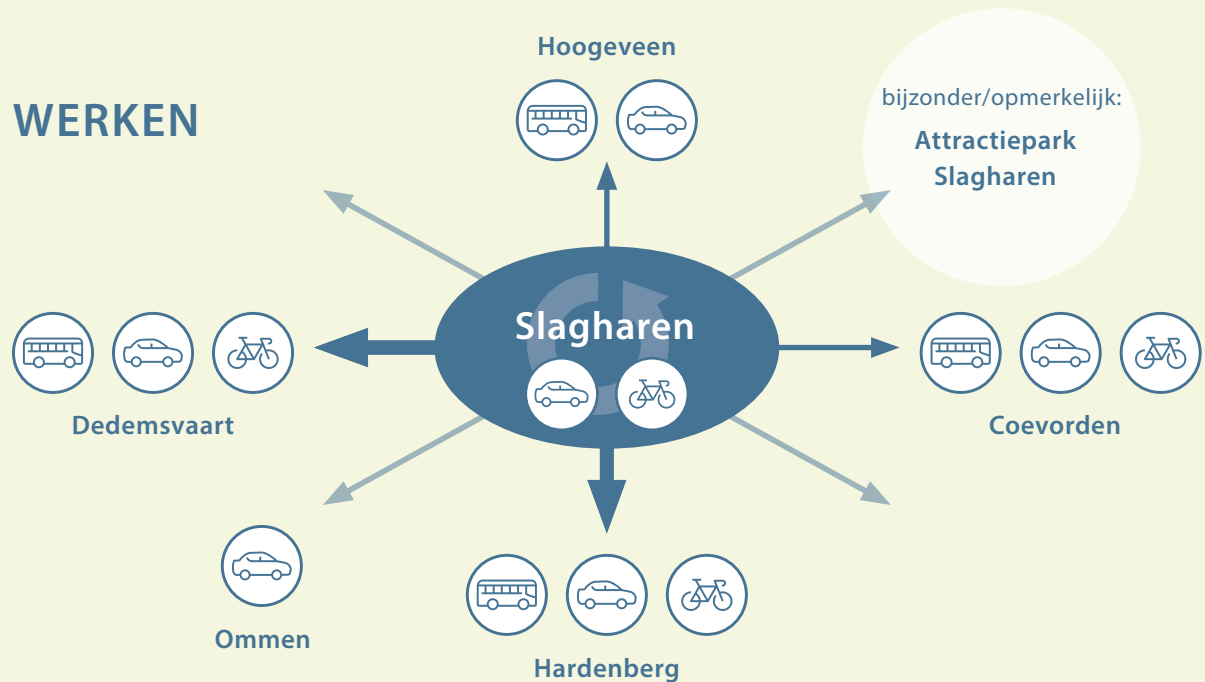 WERKEN
Hoogeveen
bijzonder/opmerkelijk:
Attractiepark
Slagharen
Slagharen
Dedemsvaart
Coevorden
Ommen
Hardenberg